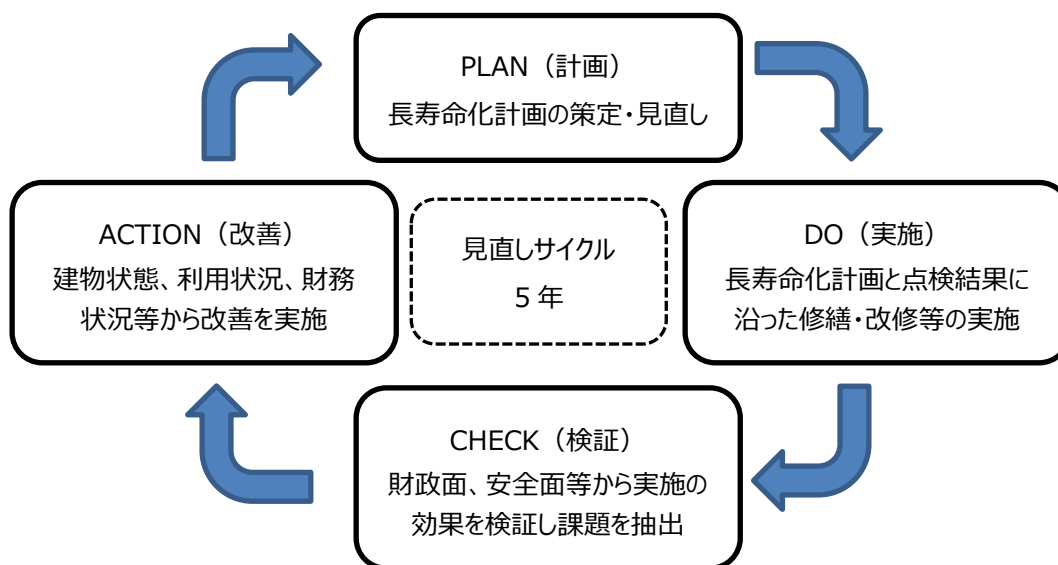 PLAN（計画）
長寿命化計画の策定・見直し
ACTION（改善）
建物状態、利用状況、財務
状況等から改善を実施
見直しサイクル
5 年
DO（実施）
長寿命化計画と点検結果に
沿った修繕・改修等の実施
CHECK（検証）
財政面、安全面等から実施の
効果を検証し課題を抽出